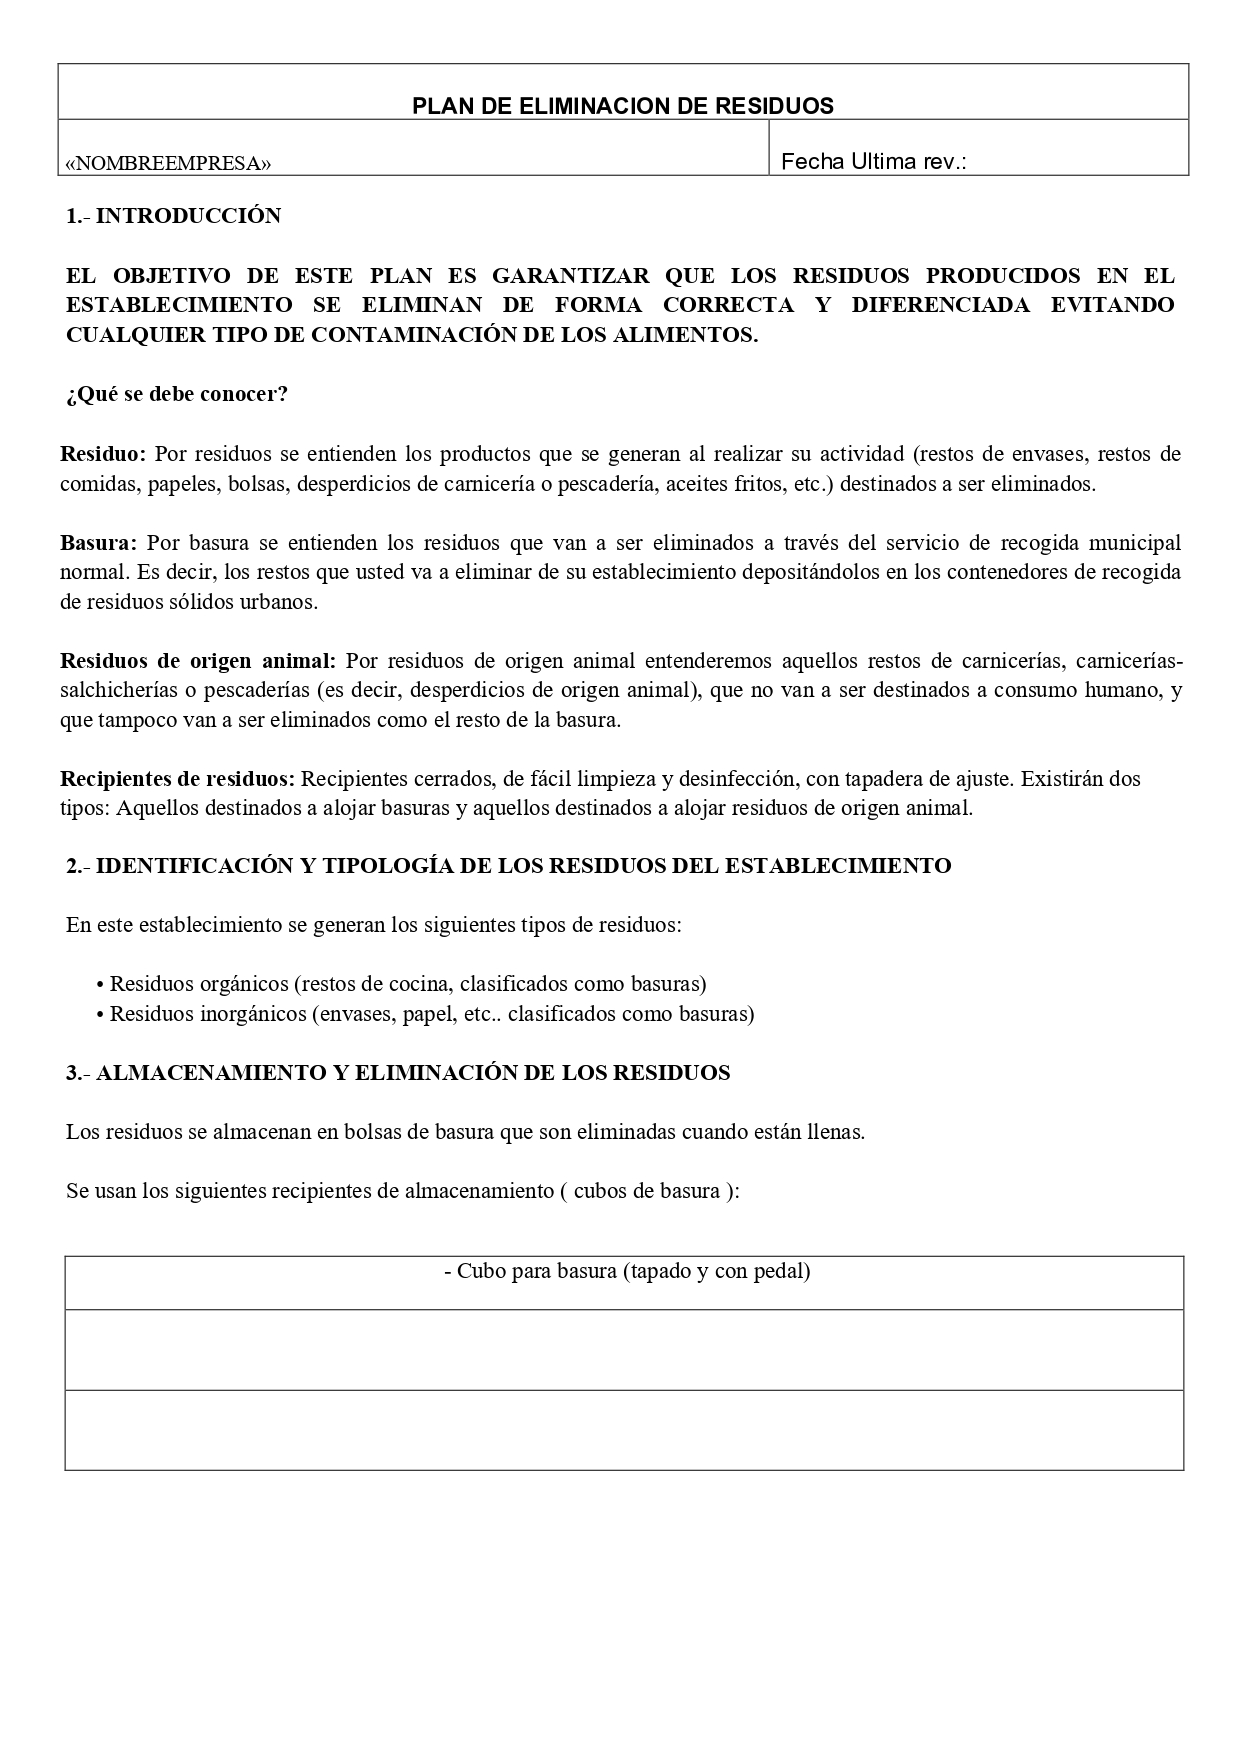 PLAN DE ELIMINACION DE RESIDUOS
«NOMBREEMPRESA»
Fecha Ultima rev.:
1.- INTRODUCCIÓN
EL OBJETIVO DE ESTE PLAN ES GARANTIZAR QUE LOS RESIDUOS PRODUCIDOS EN EL
ESTABLECIMIENTO SE ELIMINAN DE FORMA CORRECTA Y DIFERENCIADA EVITANDO
CUALQUIER TIPO DE CONTAMINACIÓN DE LOS ALIMENTOS.
¿Qué se debe conocer?
Residuo: Por residuos se entienden los productos que se generan al realizar su actividad (restos de envases, restos de
comidas, papeles, bolsas, desperdicios de carnicería o pescadería, aceites fritos, etc.) destinados a ser eliminados.
Basura: Por basura se entienden los residuos que van a ser eliminados a través del servicio de recogida municipal
normal. Es decir, los restos que usted va a eliminar de su establecimiento depositándolos en los contenedores de recogida
de residuos sólidos urbanos.
Residuos de origen animal: Por residuos de origen animal entenderemos aquellos restos de carnicerías, carnicerías-
salchicherías o pescaderías (es decir, desperdicios de origen animal), que no van a ser destinados a consumo humano, y
que tampoco van a ser eliminados como el resto de la basura.
Recipientes de residuos: Recipientes cerrados, de fácil limpieza y desinfección, con tapadera de ajuste. Existirán dos
tipos: Aquellos destinados a alojar basuras y aquellos destinados a alojar residuos de origen animal.
2.- IDENTIFICACIÓN Y TIPOLOGÍA DE LOS RESIDUOS DEL ESTABLECIMIENTO
En este establecimiento se generan los siguientes tipos de residuos:
• Residuos orgánicos (restos de cocina, clasificados como basuras)
• Residuos inorgánicos (envases, papel, etc.. clasificados como basuras)
3.- ALMACENAMIENTO Y ELIMINACIÓN DE LOS RESIDUOS
Los residuos se almacenan en bolsas de basura que son eliminadas cuando están llenas.
Se usan los siguientes recipientes de almacenamiento ( cubos de basura ):
- Cubo para basura (tapado y con pedal)